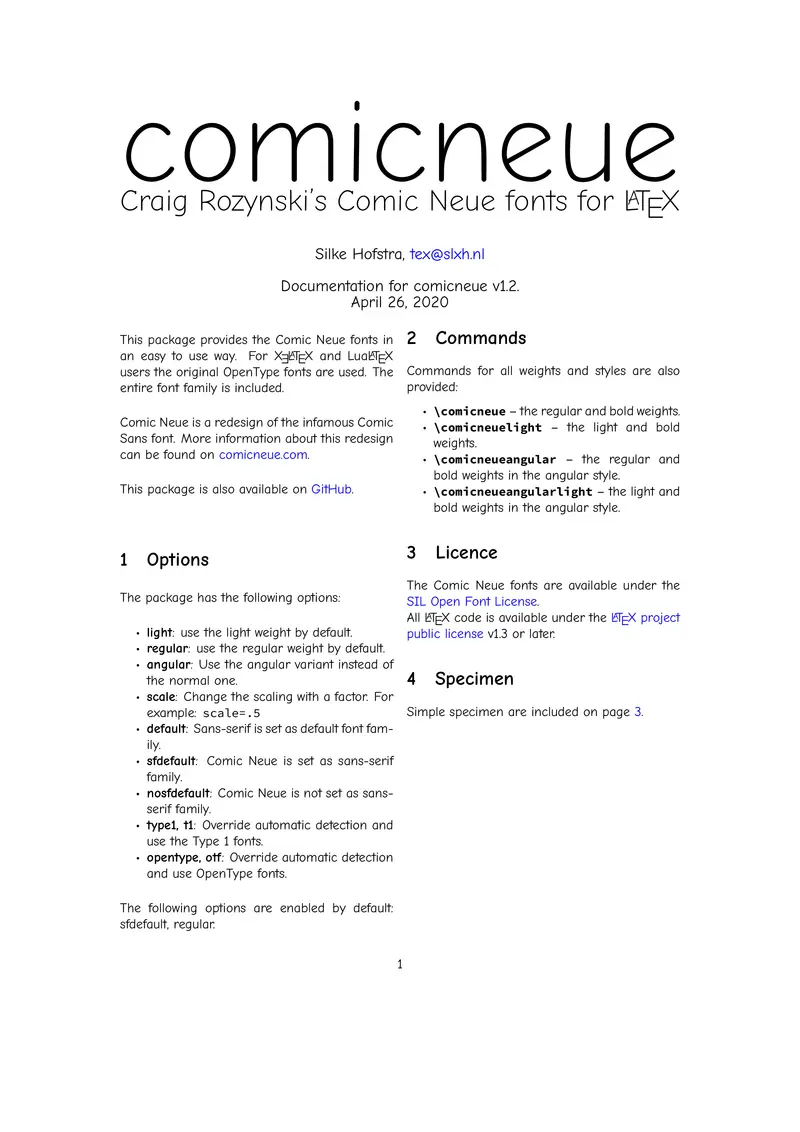 comicneue
Craig Rozynski's Comic Neue fonts for LATEX
Silke Hofstra, tex@slxh.nl
Documentation for comicneue v1.2.
April 26, 2020
This package provides the Comic Neue fonts in
an easy to use way. For XƎLATEX and LuaLATEX
users the original OpenType fonts are used. The
entire font family is included.
Comic Neue is a redesign of the infamous Comic
Sans font. More information about this redesign
can be found on comicneue.com.
This package is also available on GitHub.
1 Options
The package has the following options:
• light: use the light weight by default.
• regular: use the regular weight by default.
• angular: Use the angular variant instead of
the normal one.
• scale: Change the scaling with a factor. For
example: scale=.5
• default: Sans-serif is set as default font fam-
ily.
• sfdefault: Comic Neue is set as sans-serif
family.
• nosfdefault: Comic Neue is not set as sans-
serif family.
• type1, t1: Override automatic detection and
use the Type 1 fonts.
• opentype, otf: Override automatic detection
and use OpenType fonts.
The following options are enabled by default:
sfdefault, regular.
2 Commands
Commands for all weights and styles are also
provided:
• \comicneue – the regular and bold weights.
• \comicneuelight – the light and bold
weights.
• \comicneueangular – the regular and
bold weights in the angular style.
• \comicneueangularlight – the light and
bold weights in the angular style.
3 Licence
The Comic Neue fonts are available under the
SIL Open Font License.
All LATEX code is available under the LATEX project
public license v1.3 or later.
4 Specimen
Simple specimen are included on page 3.
1